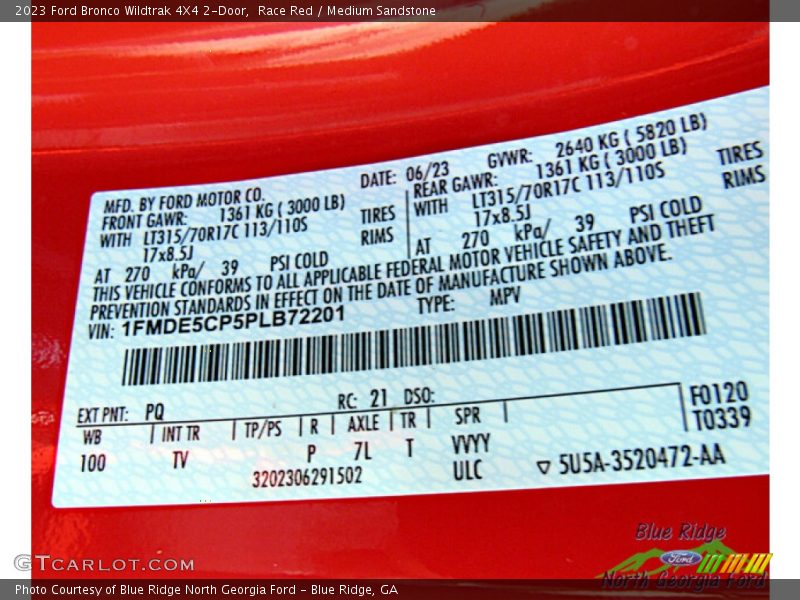 2023 Ford Bronco Wildtrak 4X4 2-Door,  Race Red / Medium Sandstone
MFD. BY FORD MOTOR CO.
DATE: 06/23
GVWR: 2640 KG ( 5820 LB)
FRONT GAWR: 1361 KG ( 3000 LB)
REAR GAWR: 1361 KG ( 3000 LB)
WITH LT315/70R17C 113/110S TIRES
WITH LT315/70R17C 113/110S TIRES
17x8.5J RIMS
17x8.5J RIMS
AT 270 kPa/ 39 PSI COLD
AT 270 kPa/ 39 PSI COLD
THIS VEHICLE CONFORMS TO ALL APPLICABLE FEDERAL MOTOR VEHICLE SAFETY AND THEFT
PREVENTION STANDARDS IN EFFECT ON THE DATE OF MANUFACTURE SHOWN ABOVE.
VIN: 1FMDE5CP5PLB72201
TYPE: MPV
EXT PNT: PQ RC: 21 DSO:
F0120
T0339
WB INT TR TP/PS R AXLE TR SPR
100 TV P 7L T VVYY
3202306291502 ULC
5U5A-3520472-AA
Blue Ridge
Ford
North Georgia Ford
GTCARLOT.COM
Photo Courtesy of Blue Ridge North Georgia Ford - Blue Ridge, GA